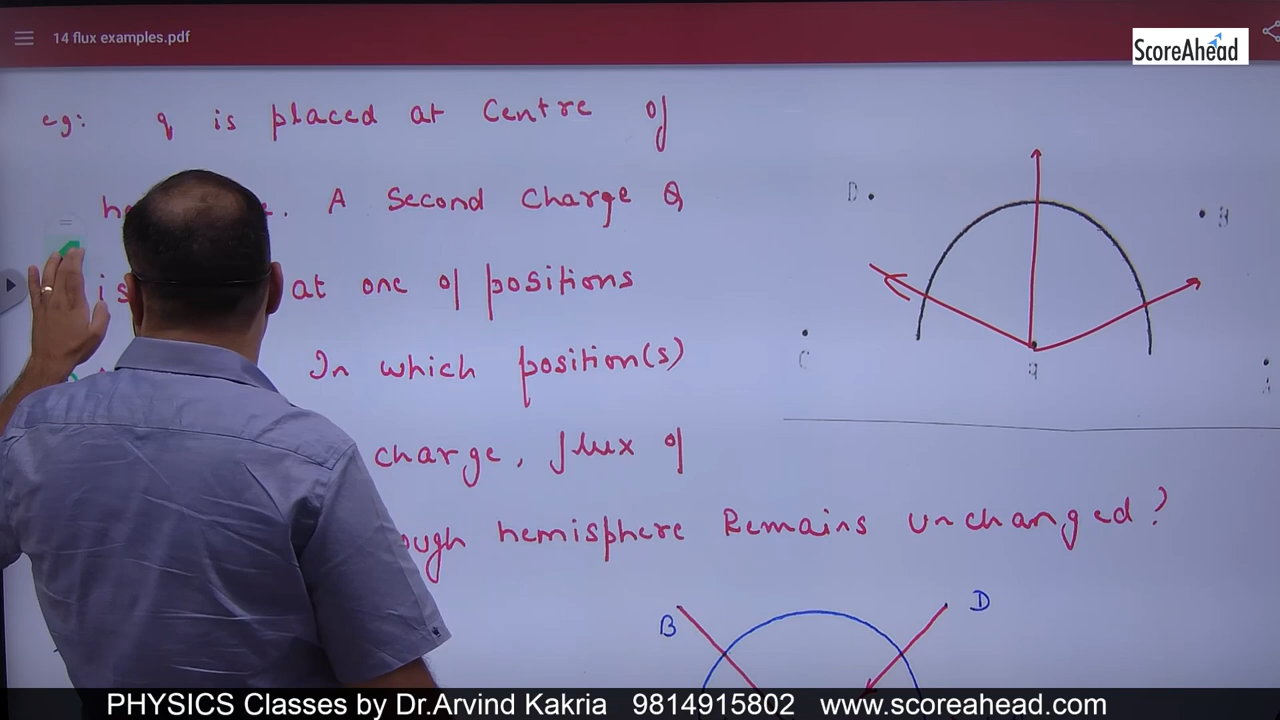 14 flux examples.pdf
ScoreAhead
eg: q is placed at Centre of
A Second Charge Q
is at one of positions
In which position(s)
charge, flux of
hemisphere Remains unchanged?
D
B
C
q
A
B
D
PHYSICS Classes by Dr.Arvind Kakria 9814915802 www.scoreahead.com